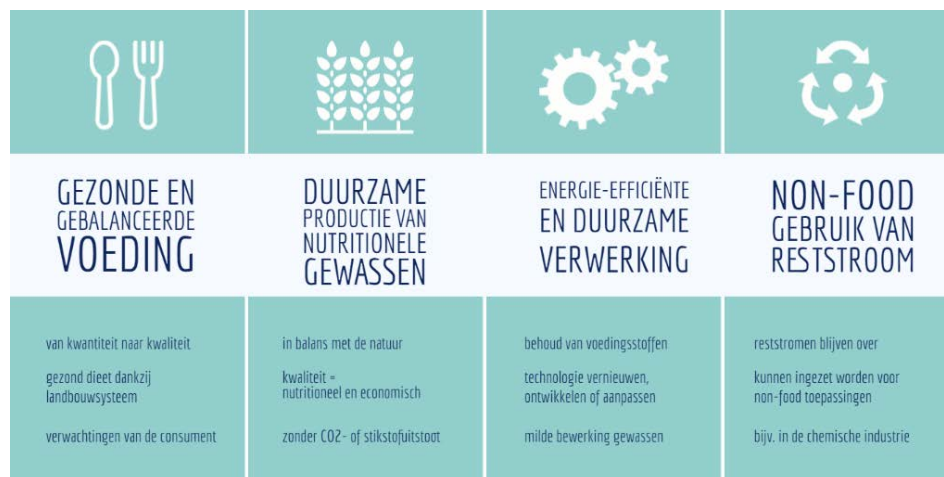 GEZONDE EN
GEBALANCEERDE
VOEDING
DUURZAME
PRODUCTIE VAN
NUTRITIONELE
GEWASSEN
ENERGIE-EFFICIËNTE
EN DUURZAME
VERWERKING
NON-FOOD
GEBRUIK VAN
RESTSTROOM
van kwantiteit naar kwaliteit
gezond dieet dankzij
landbouwsysteem
verwachtingen van de consument
in balans met de natuur
kwaliteit =
nutritioneel en economisch
zonder CO2- of stikstofuitstoot
behoud van voedingsstoffen
technologie vernieuwen,
ontwikkelen of aanpassen
milde bewerking gewassen
reststromen blijven over
kunnen ingezet worden voor
non-food toepassingen
bijv. in de chemische industrie